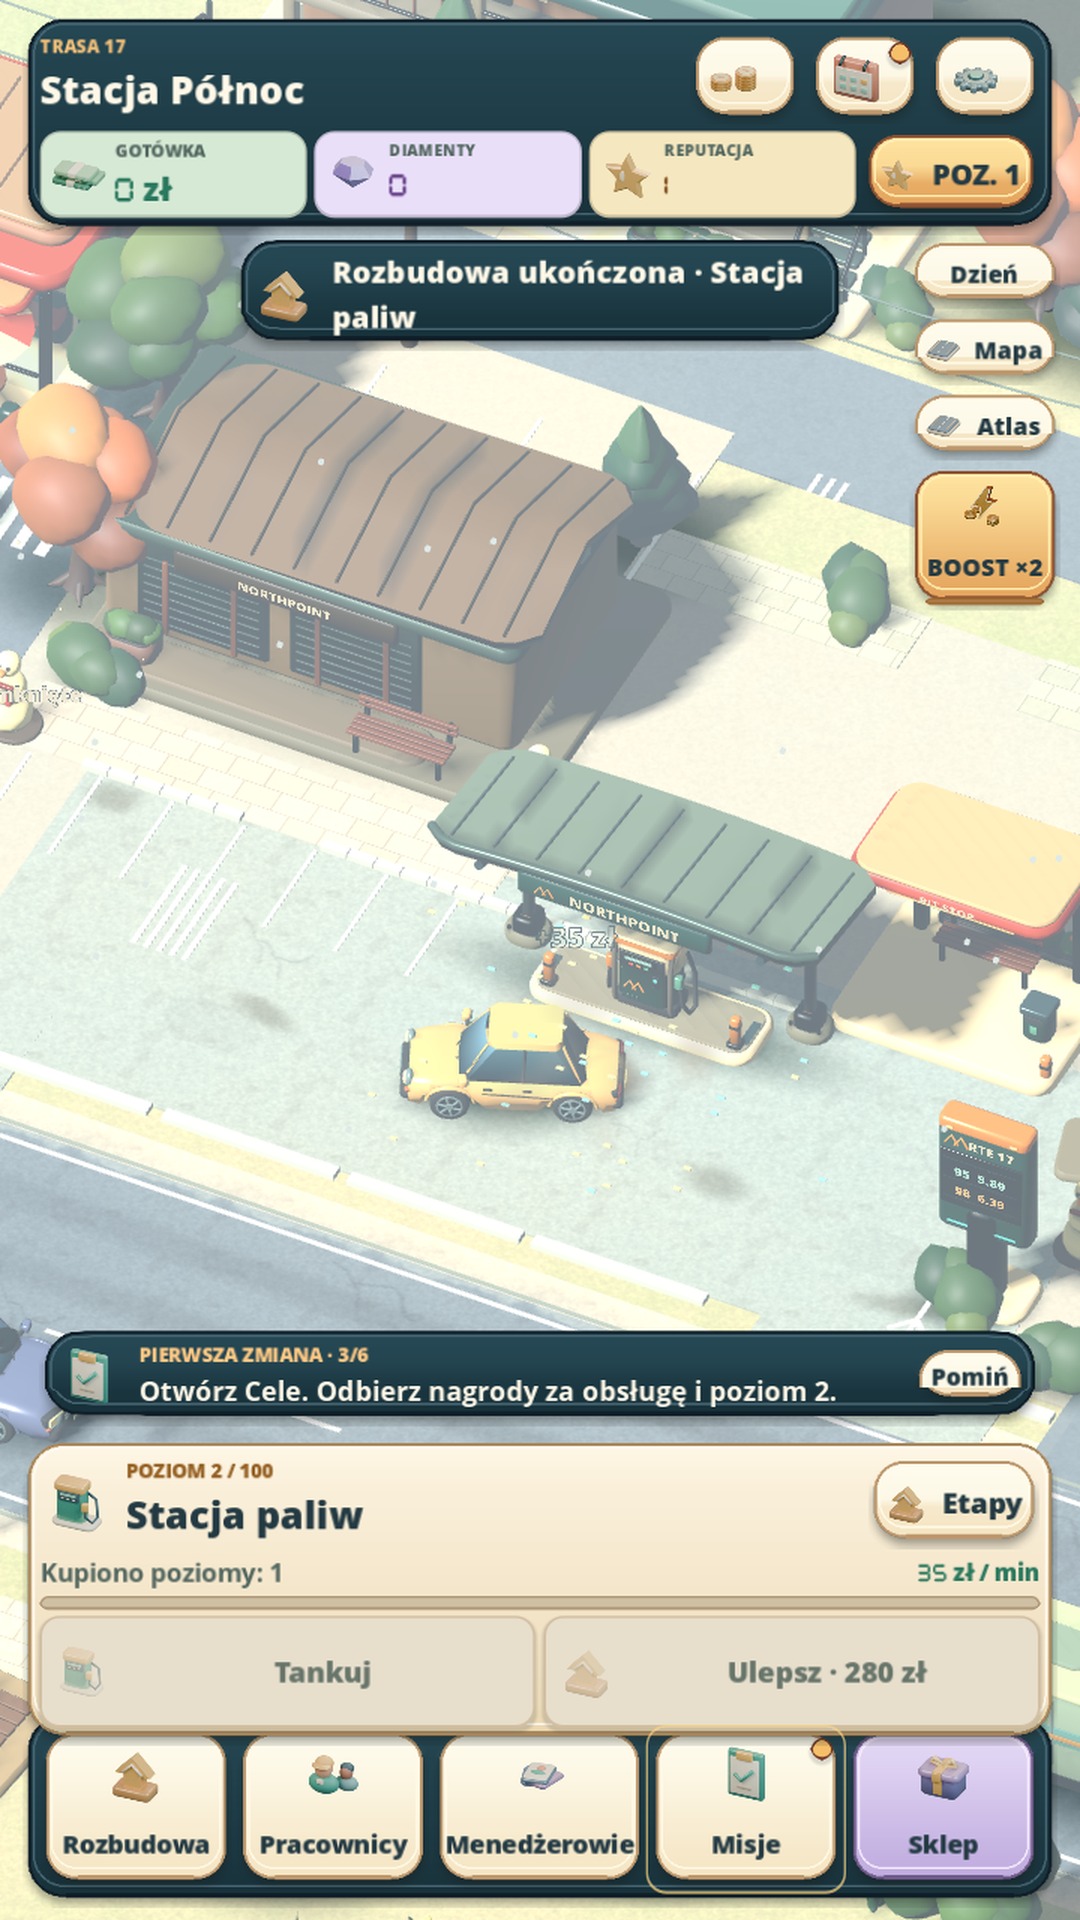 TRASA 17
Stacja Północ
GOTÓWKA
0 zł
DIAMENTY
0
REPUTACJA
1
POZ. 1
Rozbudowa ukończona · Stacja
paliw
Dzień
Mapa
Atlas
BOOST ×2
NORTHPOINT
NORTHPOINT
+35 zł
PIT STOP
RTE 17
95 5.89
98 6.39
PIERWSZA ZMIANA · 3/6
Otwórz Cele. Odbierz nagrody za obsługę i poziom 2.
Pomiń
POZIOM 2 / 100
Stacja paliw
Etapy
Kupiono poziomy: 1
35 zł / min
Tankuj
Ulepsz · 280 zł
Rozbudowa
Pracownicy
Menedżerowie
Misje
Sklep